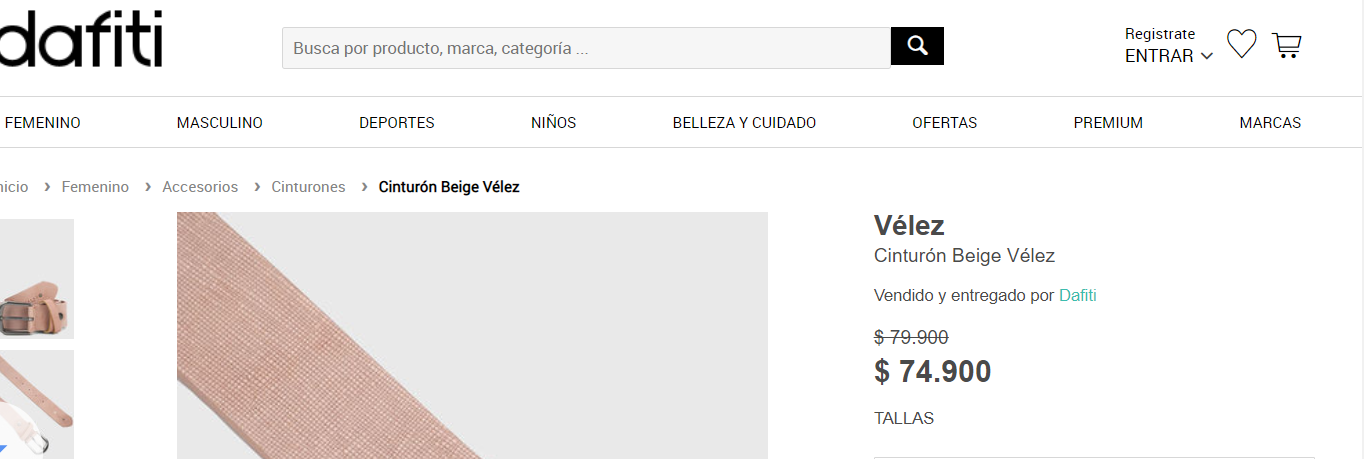 dafiti
Busca por producto, marca, categoría ...
Registrate
ENTRAR
FEMENINO MASCULINO DEPORTES NIÑOS BELLEZA Y CUIDADO OFERTAS PREMIUM MARCAS
nicio › Femenino › Accesorios › Cinturones › Cinturón Beige Vélez
Vélez
Cinturón Beige Vélez
Vendido y entregado por Dafiti
$ 79.900
$ 74.900
TALLAS